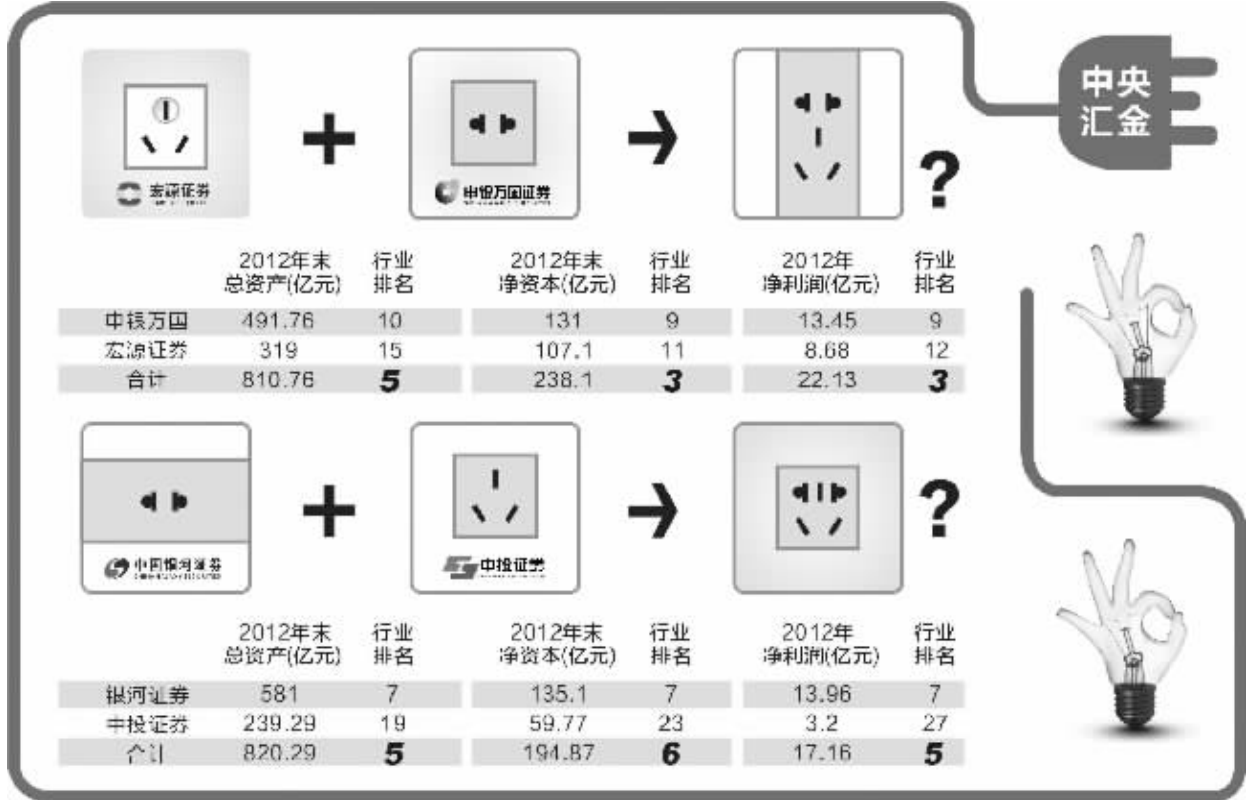 中央
汇金
宏源证券
申银万国证券
?
2012年末 行业 2012年末 行业 2012年 行业
总资产(亿元) 排名 净资本(亿元) 排名 净利润(亿元) 排名
申银万国 491.76 10 131 9 13.45 9
宏源证券 319 15 107.1 11 8.68 12
合计 810.76 5 238.1 3 22.13 3
中国银河证券
中投证券
?
2012年末 行业 2012年末 行业 2012年 行业
总资产(亿元) 排名 净资本(亿元) 排名 净利润(亿元) 排名
银河证券 581 7 135.1 7 13.96 7
中投证券 239.29 19 59.77 23 3.2 27
合计 820.29 5 194.87 6 17.16 5